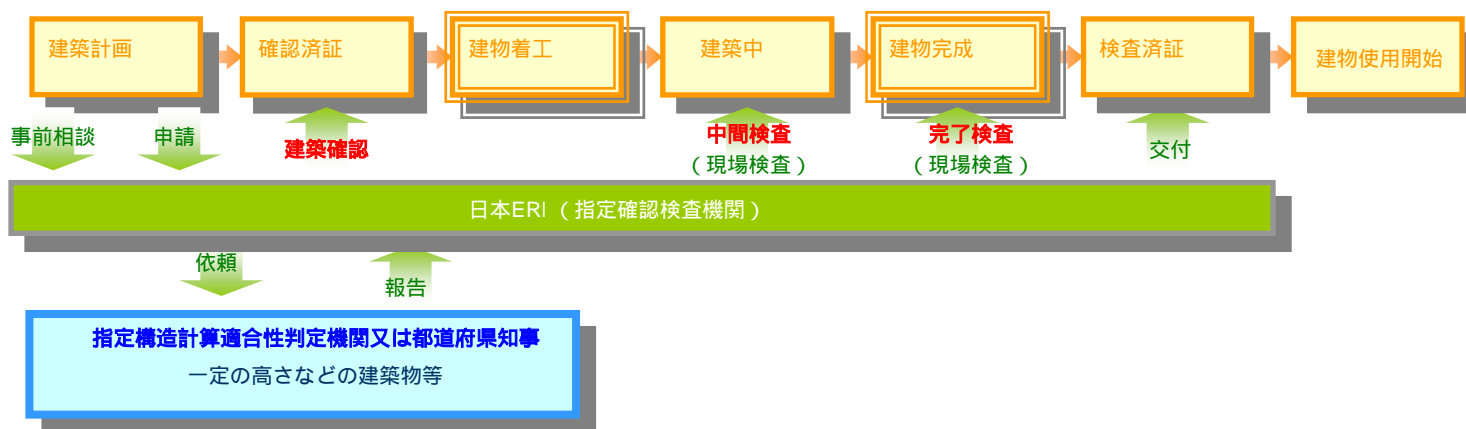 建築計画
確認済証
建物着工
建築中
建物完成
検査済証
建物使用開始
事前相談
申請
建築確認
中間検査
（現場検査）
完了検査
（現場検査）
交付
日本ERI （指定確認検査機関）
依頼
報告
指定構造計算適合性判定機関又は都道府県知事
一定の高さなどの建築物等